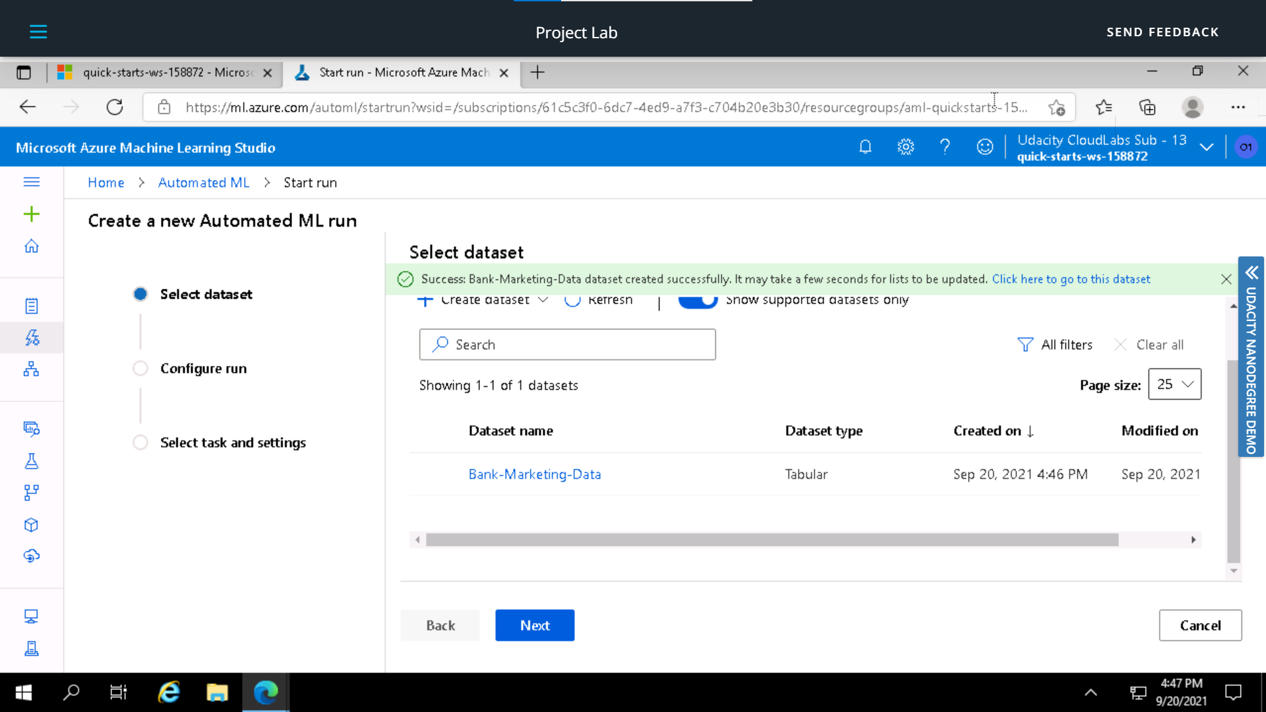 Project Lab
SEND FEEDBACK
quick-starts-ws-158872 - Microsc
Start run - Microsoft Azure Mach
https://ml.azure.com/automl/startrun?wsid=/subscriptions/61c5c3f0-6dc7-4ed9-a7f3-c704b20e3b30/resourcegroups/aml-quickstarts-15...
Microsoft Azure Machine Learning Studio
Udacity CloudLabs Sub - 13
quick-starts-ws-158872
O1
Home > Automated ML > Start run
Create a new Automated ML run
Select dataset
Configure run
Select task and settings
Select dataset
Success: Bank-Marketing-Data dataset created successfully. It may take a few seconds for lists to be updated. Click here to go to this dataset
Create dataset
Refresh
Show supported datasets only
Search
All filters
Clear all
Showing 1-1 of 1 datasets
Page size: 25
Dataset name Dataset type Created on ↓ Modified on
Bank-Marketing-Data Tabular Sep 20, 2021 4:46 PM Sep 20, 2021
Back
Next
Cancel
UDACITY NANODEGREE DEMO
4:47 PM
9/20/2021